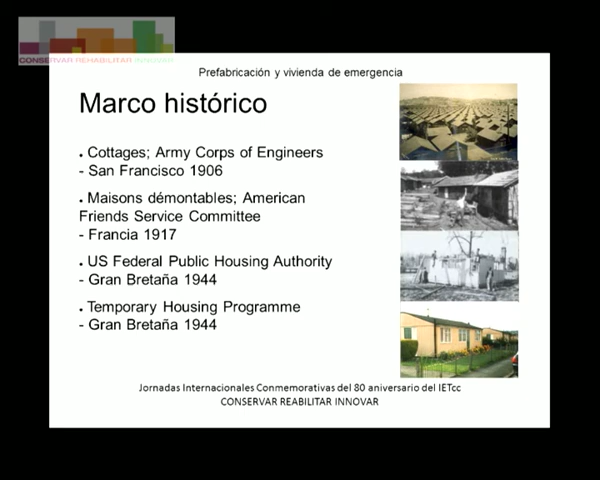 CONSERVAR REHABILITAR INNOVAR
Prefabricación y vivienda de emergencia
Marco histórico
. Cottages; Army Corps of Engineers
- San Francisco 1906
. Maisons démontables; American
Friends Service Committee
- Francia 1917
. US Federal Public Housing Authority
- Gran Bretaña 1944
. Temporary Housing Programme
- Gran Bretaña 1944
Jornadas Internacionales Conmemorativas del 80 aniversario del IETcc
CONSERVAR REABILITAR INNOVAR